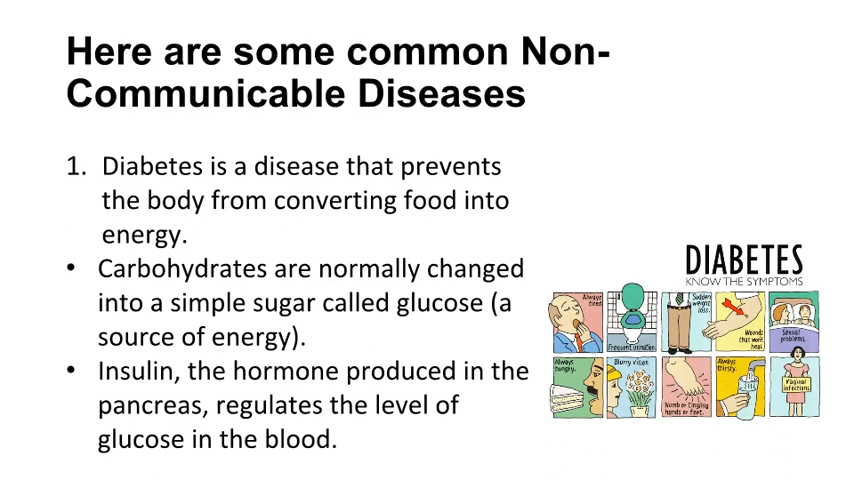 Here are some common Non-
Communicable Diseases
1. Diabetes is a disease that prevents
the body from converting food into
energy.
• Carbohydrates are normally changed
into a simple sugar called glucose (a
source of energy).
• Insulin, the hormone produced in the
pancreas, regulates the level of
glucose in the blood.
DIABETES
KNOW THE SYMPTOMS
Always
tired.
Frequent urination.
Sudden
weight
loss.
Wounds
that won't
heal.
Sexual
problems.
Always
hungry.
Blurry vision.
Numb or tingling
hands or feet.
Always
thirsty.
Vaginal
infections.